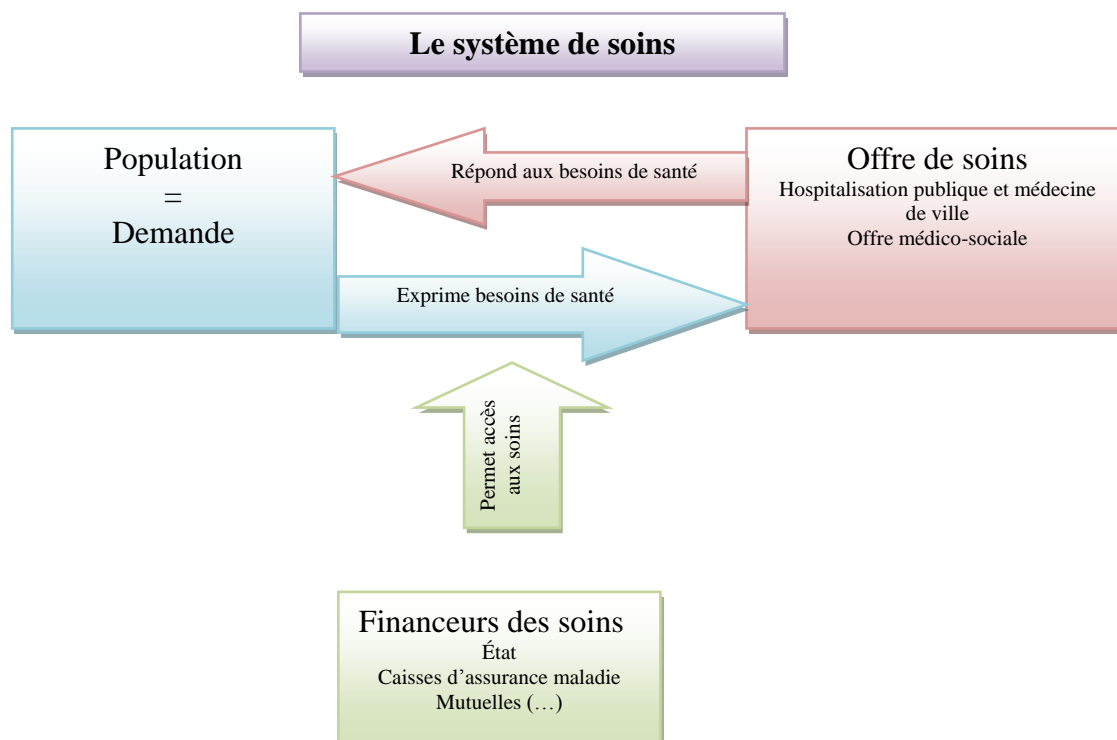 Le système de soins
Population
=
Demande
Répond aux besoins de santé
Offre de soins
Hospitalisation publique et médecine
de ville
Offre médico-sociale
Exprime besoins de santé
Permet accès
aux soins
Financeurs des soins
État
Caisses d’assurance maladie
Mutuelles (…)